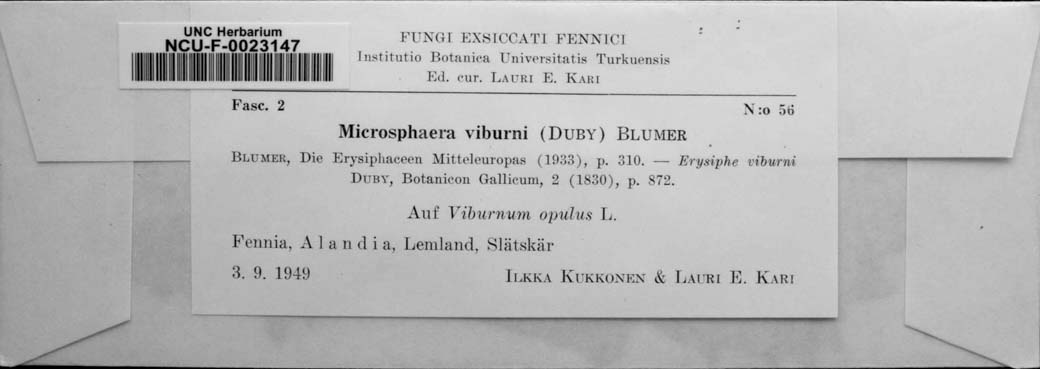 UNC Herbarium
NCU-F-0023147
FUNGI EXSICCATI FENNICI
Institutio Botanica Universitatis Turkuensis
Ed. cur. LAURI E. KARI
Fasc. 2 N:o 56
Microsphaera viburni (DUBY) BLUMER
BLUMER, Die Erysiphaceen Mitteleuropas (1933), p. 310. — Erysiphe viburni
DUBY, Botanicon Gallicum, 2 (1830), p. 872.
Auf Viburnum opulus L.
Fennia, Alandia, Lemland, Slätskär
3. 9. 1949 ILKKA KUKKONEN & LAURI E. KARI